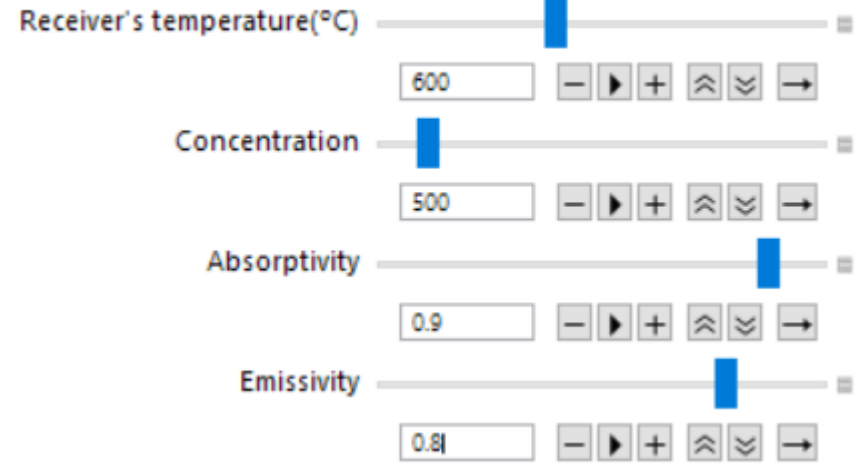 Receiver's temperature(°C)
600
Concentration
500
Absorptivity
0.9
Emissivity
0.8